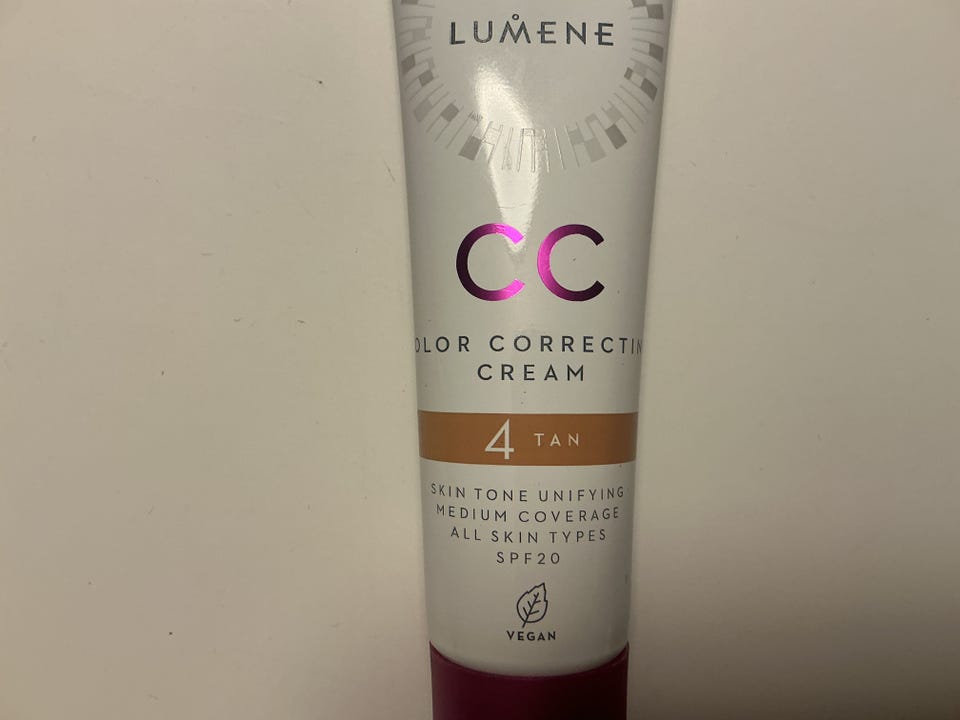 LUMENE
CC
OLOR CORRECTIN
CREAM
4 TAN
SKIN TONE UNIFYING
MEDIUM COVERAGE
ALL SKIN TYPES
SPF20
VEGAN